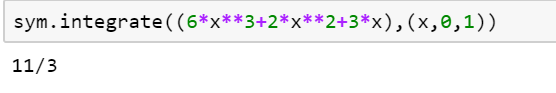 sym.integrate((6*x**3+2*x**2+3*x),(x,0,1))
11/3